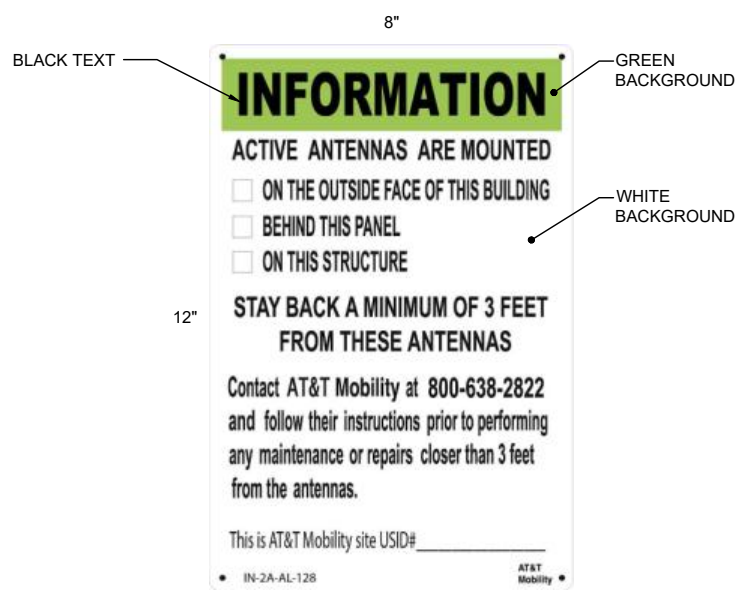 8"
BLACK TEXT
GREEN
BACKGROUND
INFORMATION
ACTIVE ANTENNAS ARE MOUNTED
ON THE OUTSIDE FACE OF THIS BUILDING
BEHIND THIS PANEL
ON THIS STRUCTURE
WHITE
BACKGROUND
12"
STAY BACK A MINIMUM OF 3 FEET
FROM THESE ANTENNAS
Contact AT&T Mobility at 800-638-2822
and follow their instructions prior to performing
any maintenance or repairs closer than 3 feet
from the antennas.
This is AT&T Mobility site USID#_______________
IN-2A-AL-128
AT&T
Mobility